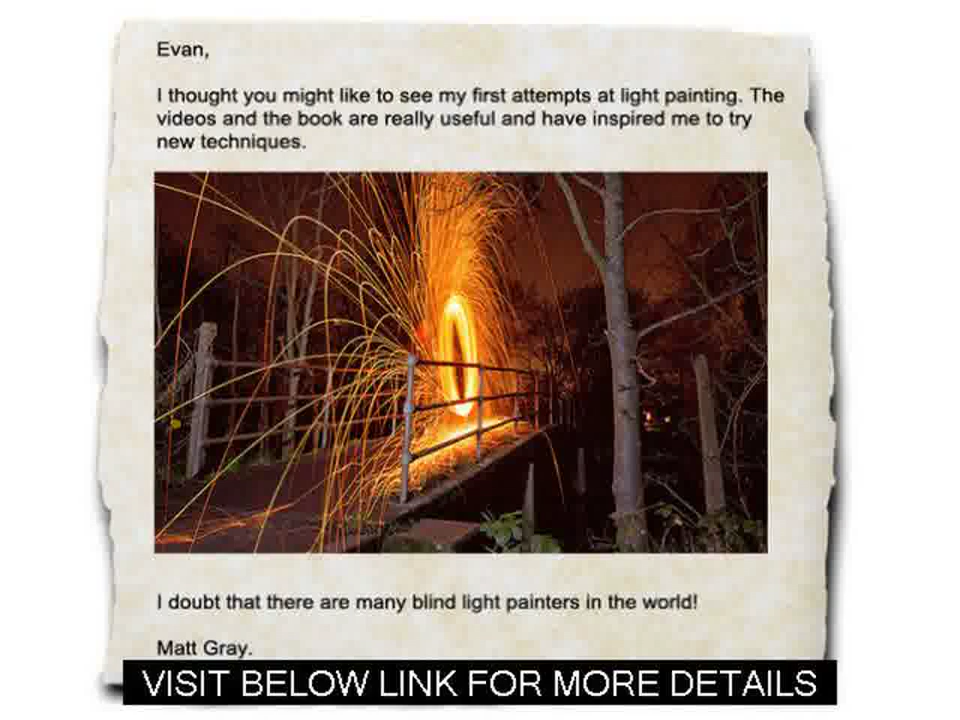 Evan,
I thought you might like to see my first attempts at light painting. The
videos and the book are really useful and have inspired me to try
new techniques.
I doubt that there are many blind light painters in the world!
Matt Gray.
VISIT BELOW LINK FOR MORE DETAILS